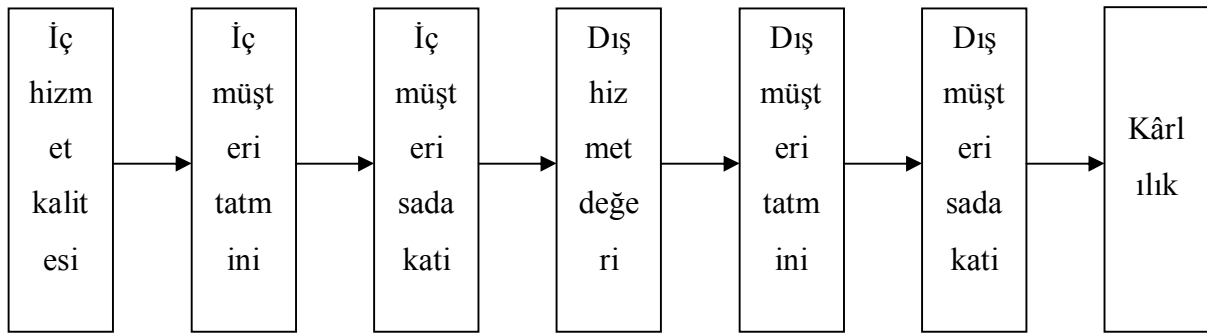 İç
hizm
et
kalit
esi
İç
müşt
eri
tatm
ini
İç
müşt
eri
sada
kati
Dış
hiz
met
değe
ri
Dış
müşt
eri
tatm
ini
Dış
müşt
eri
sada
kati
Kârl
ılık